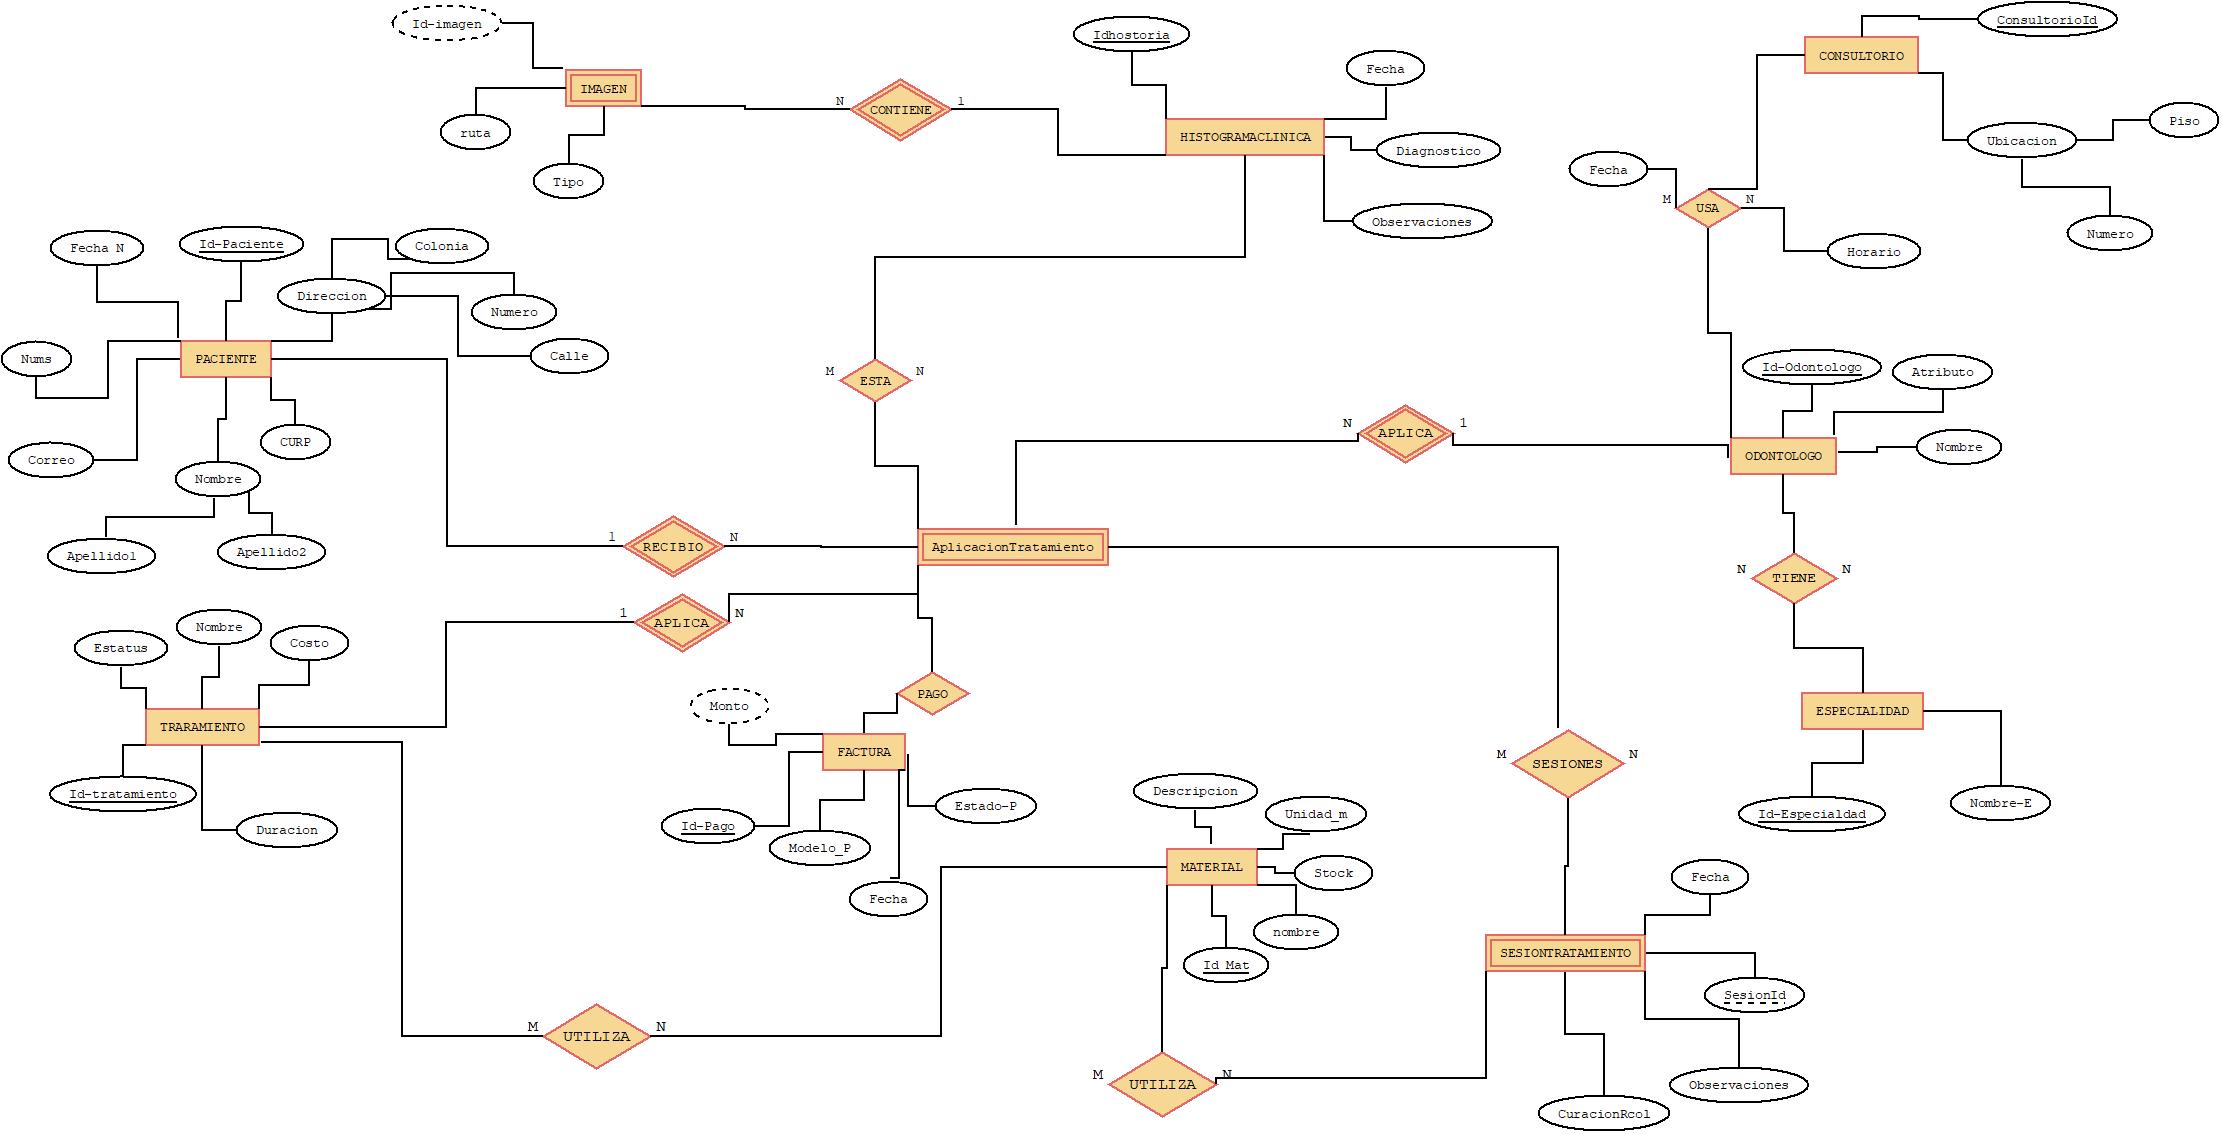 Id-imagen
IMAGEN
ruta
Tipo
N
CONTIENE
1
Idhostoria
Fecha
HISTOGRAMACLINICA
Diagnostico
Observaciones
ConsultorioId
CONSULTORIO
Ubicacion
Piso
Numero
Fecha
M
USA
N
Horario
Fecha N
Id-Paciente
Colonia
Direccion
Numero
Calle
Nums
PACIENTE
Correo
CURP
Nombre
Apellido1
Apellido2
M
ESTA
N
N
APLICA
1
Id-Odontologo
Atributo
Nombre
ODONTOLOGO
1
RECIBIO
N
AplicacionTratamiento
N
TIENE
N
1
APLICA
N
Estatus
Nombre
Costo
TRARAMIENTO
Id-tratamiento
Duracion
PAGO
Monto
FACTURA
Id-Pago
Modelo_P
Fecha
Estado-P
ESPECIALIDAD
Id-Especialdad
Nombre-E
M
SESIONES
N
Descripcion
Unidad_m
MATERIAL
Stock
nombre
Id Mat
Fecha
SESIONTRATAMIENTO
SesionId
Observaciones
CuracionRcol
M
UTILIZA
N
M
UTILIZA
N